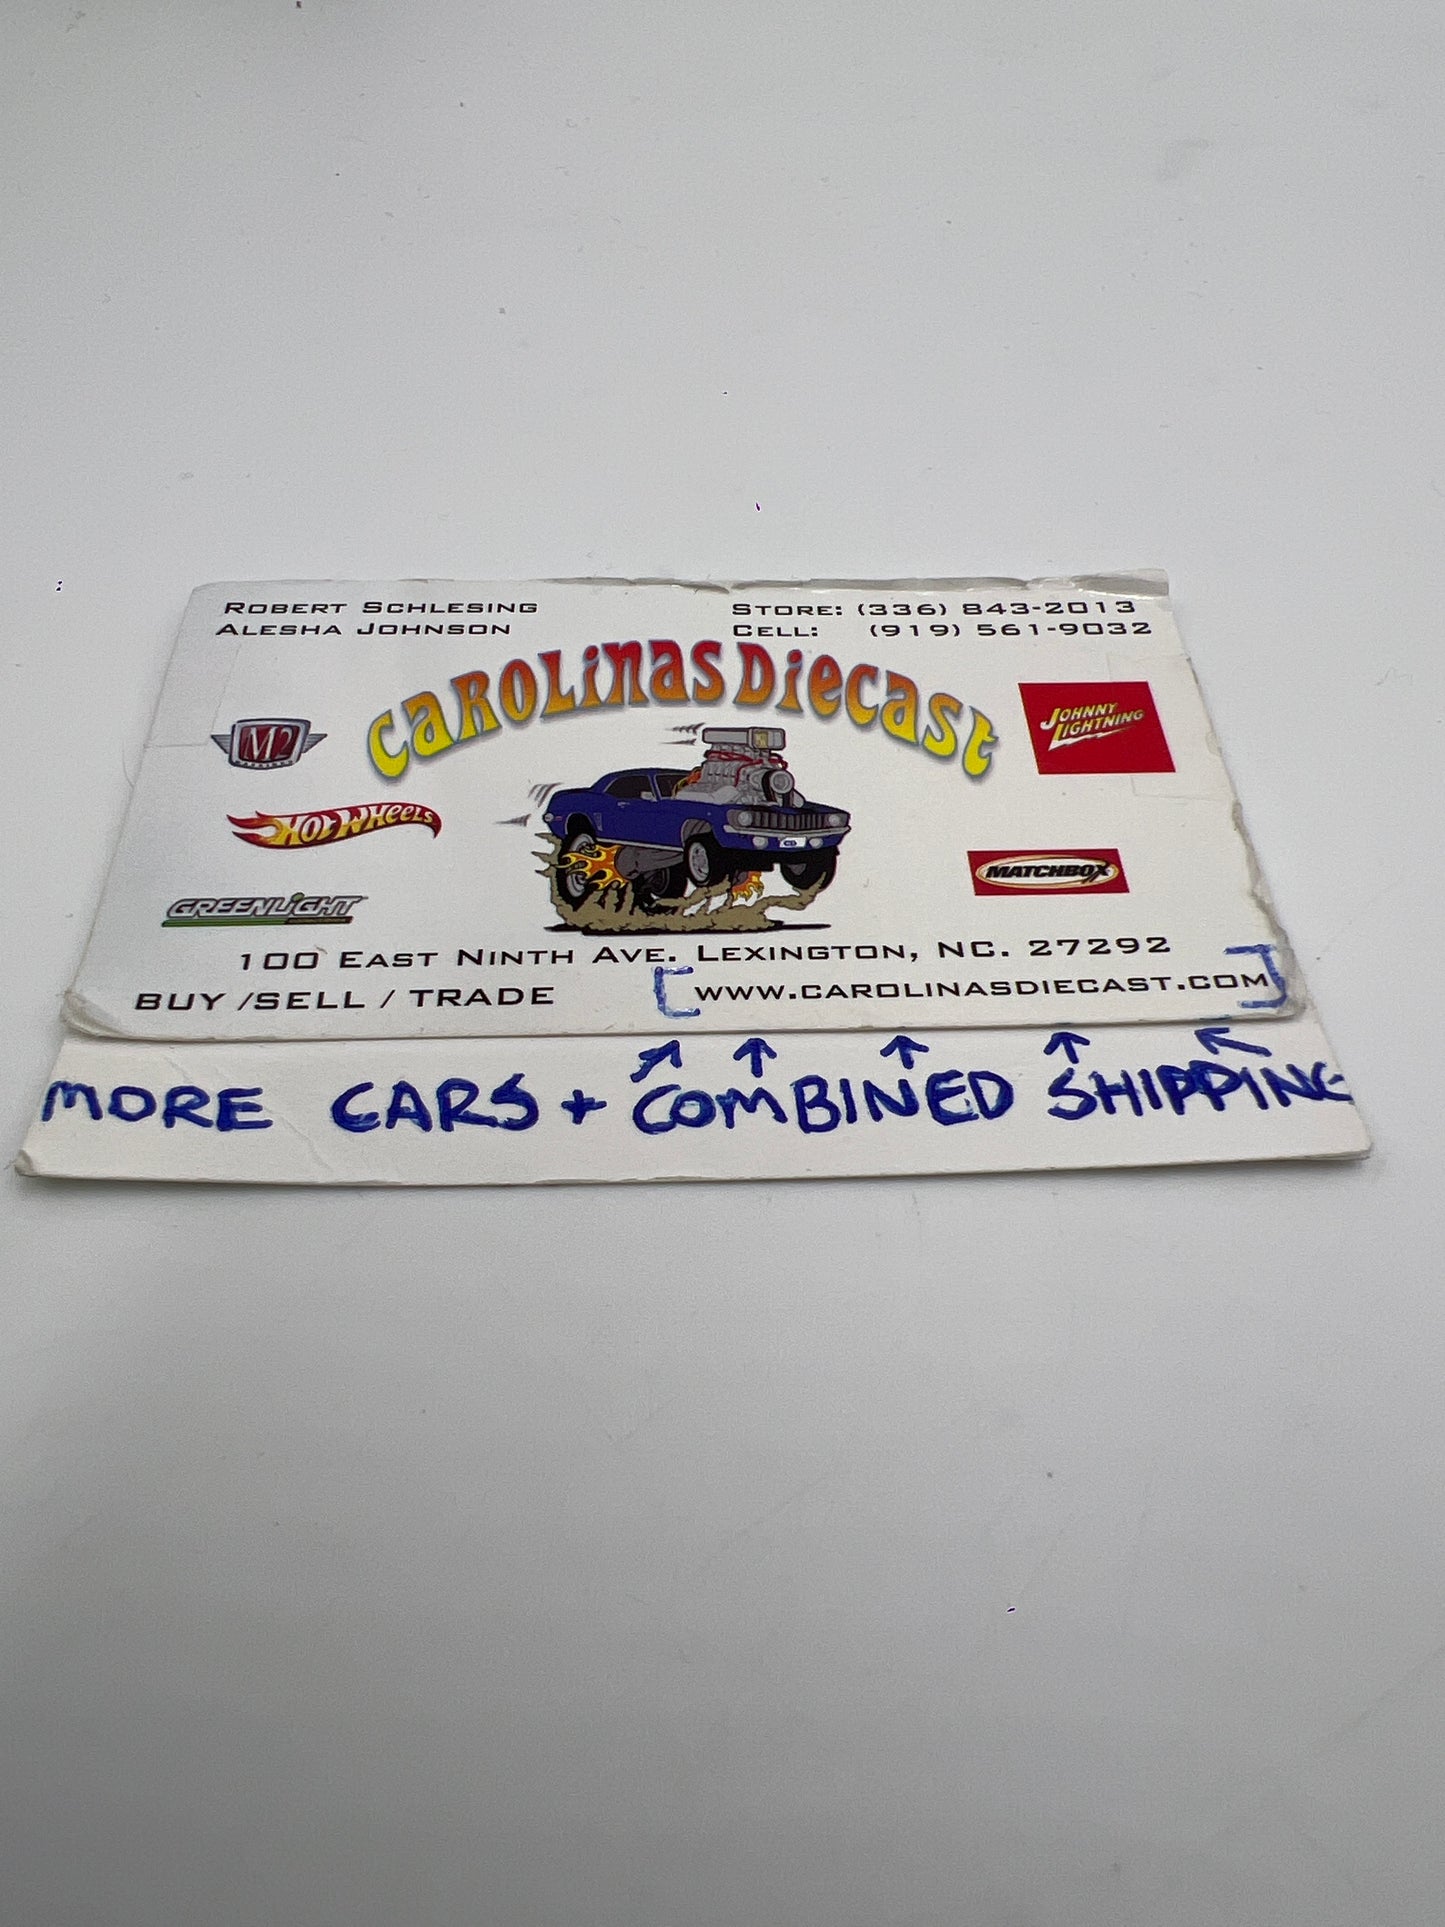 ROBERT SCHLESING
ALESHA JOHNSON
STORE: (336) 843-2013
CELL: (919) 561-9032
CAROLINAS DIECAST
M2
JOHNNY LIGHTNING
HOT WHEELS
MATCHBOX
GREENLIGHT
100 EAST NINTH AVE. LEXINGTON, NC. 27292
BUY /SELL / TRADE
WWW.CAROLINASDIECAST.COM
MORE CARS + COMBINED SHIPPING